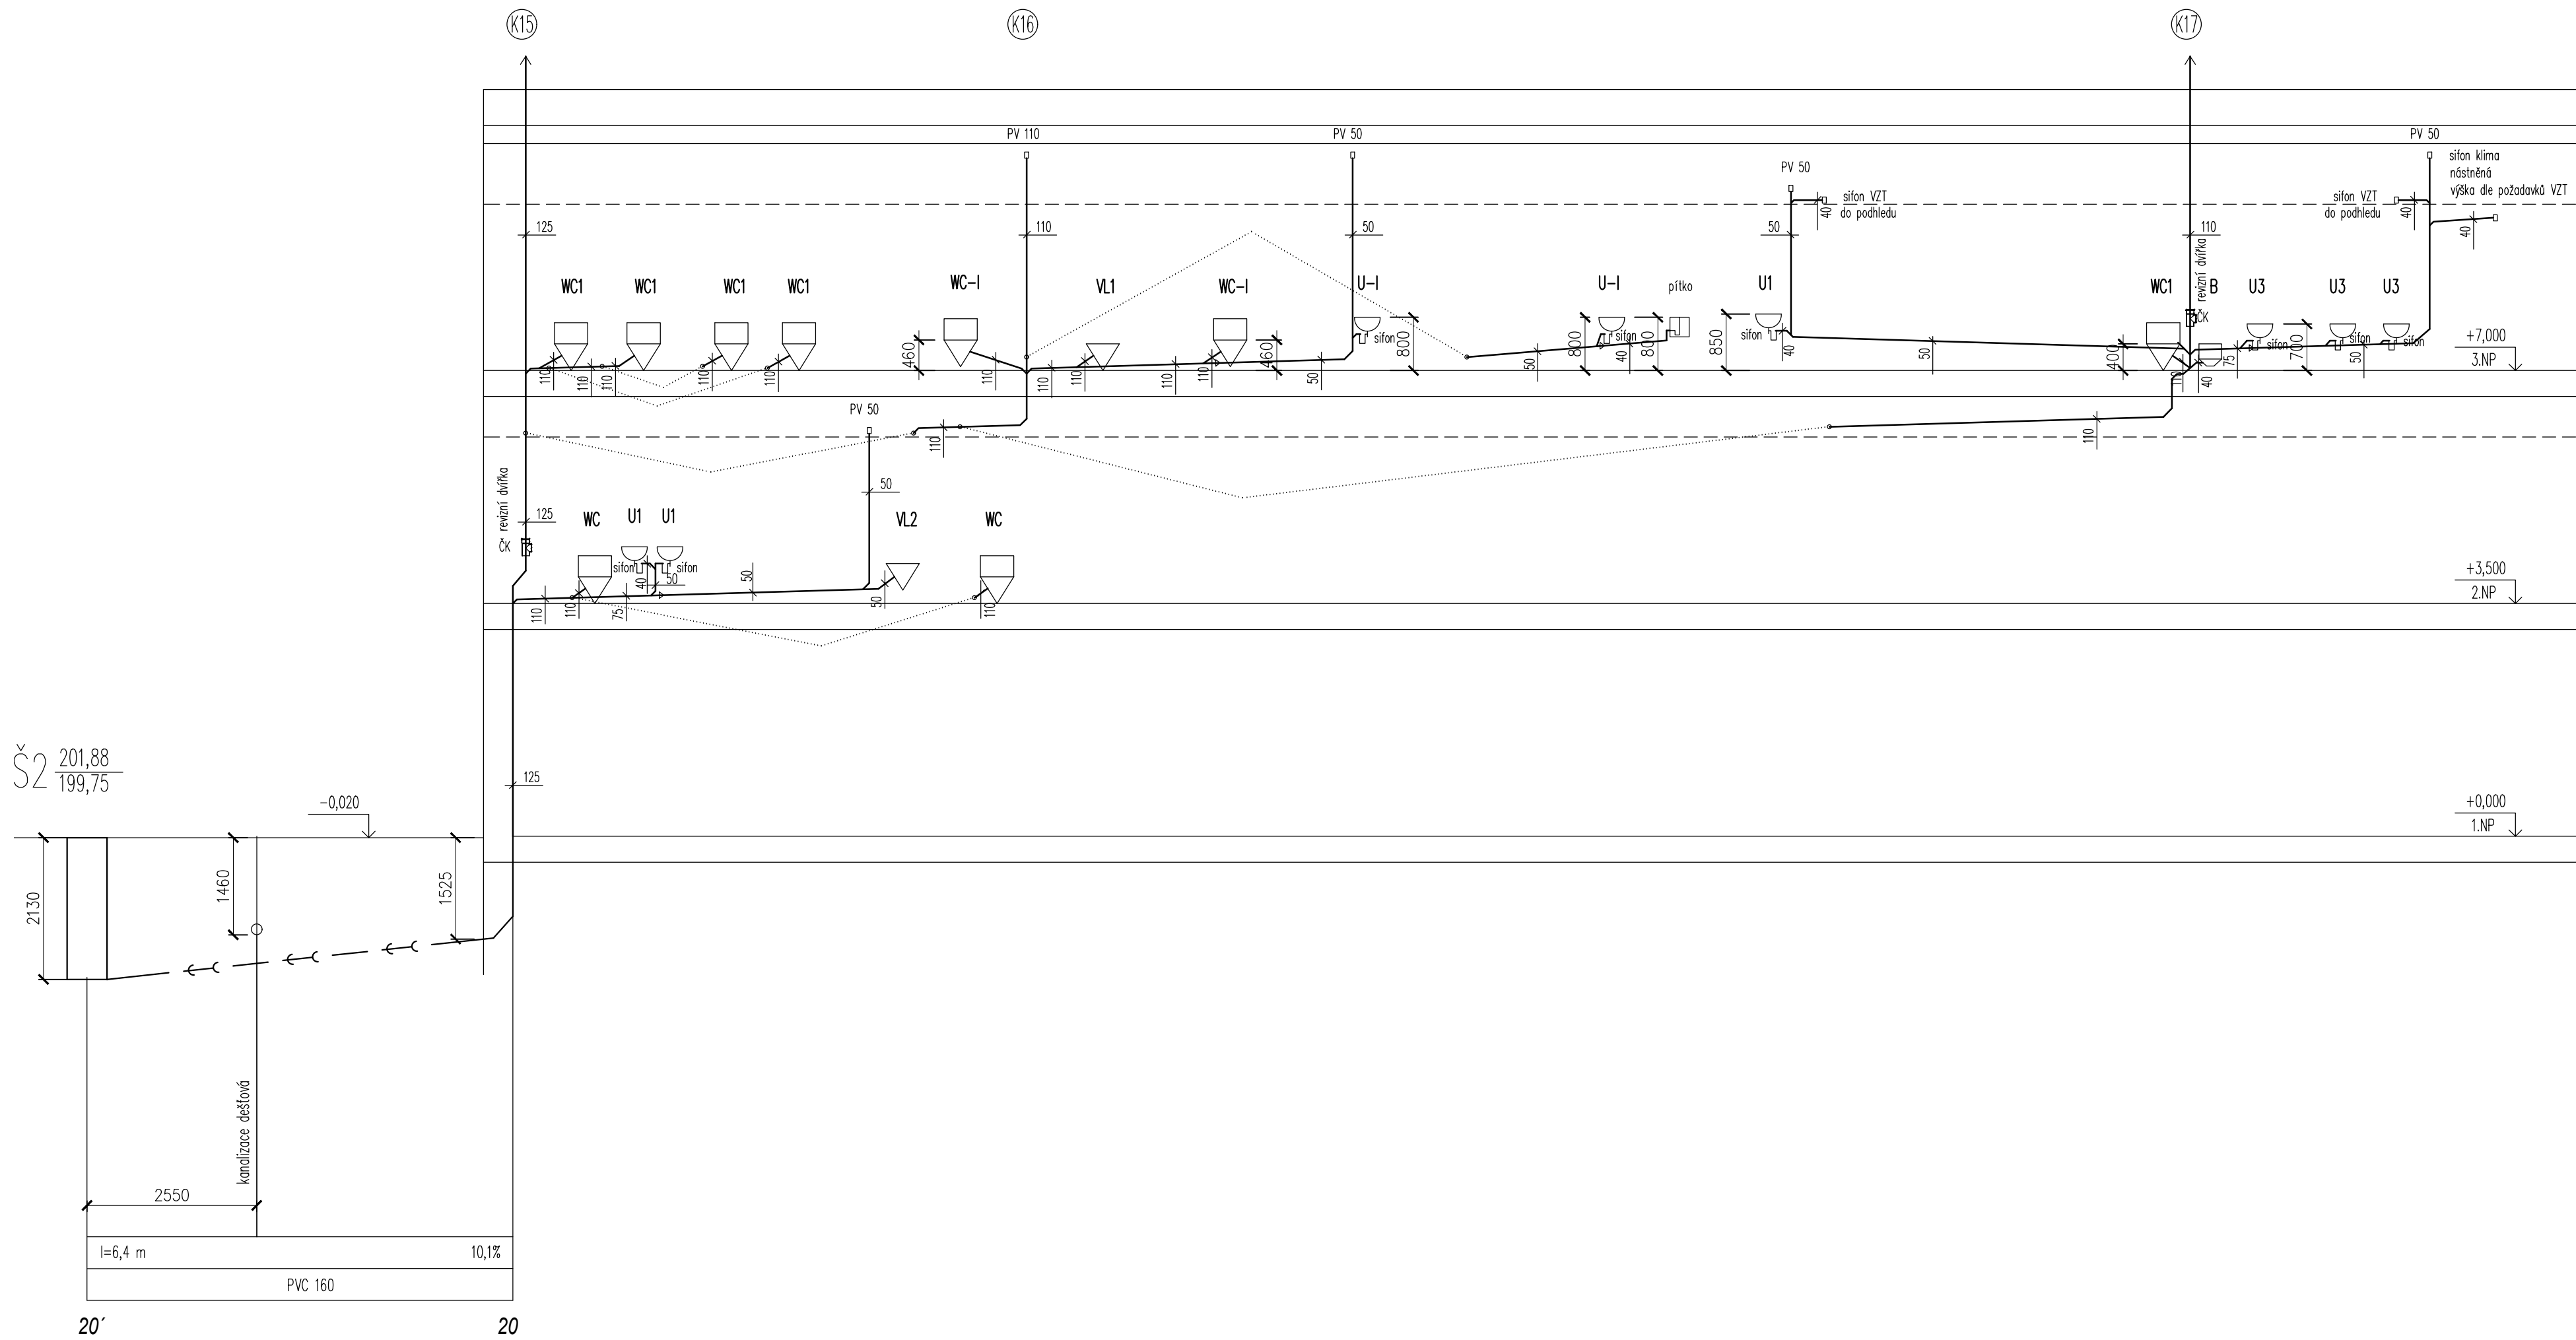 K15
K16
K17
PV 110
PV 50
PV 50
PV 50
sifon klima
nástněná
výška dle požadavků VZT
sifon VZT
do podhledu
40
sifon VZT
do podhledu
40
40
125
110
50
50
110
revizní dvířka
ČK
WC1
WC1
WC1
WC1
WC-I
VL1
WC-I
U-I
U-I
pítko
U1
WC1
B
U3
U3
U3
460
460
sifon
800
800
sifon
800
850
sifon
40
400
sifon
700
sifon
sifon
110
110
110
110
110
110
110
110
110
110
50
50
40
50
110
40
75
50
+7,000
3.NP
PV 50
110
110
50
revizní dvířka
125
ČK
WC
U1
U1
VL2
WC
sifon
sifon
40
50
50
110
110
75
50
110
+3,500
2.NP
Š2
201,88
199,75
125
-0,020
+0,000
1.NP
2130
1460
1525
kanalizace dešťová
2550
l=6,4 m
10,1%
PVC 160
20´
20